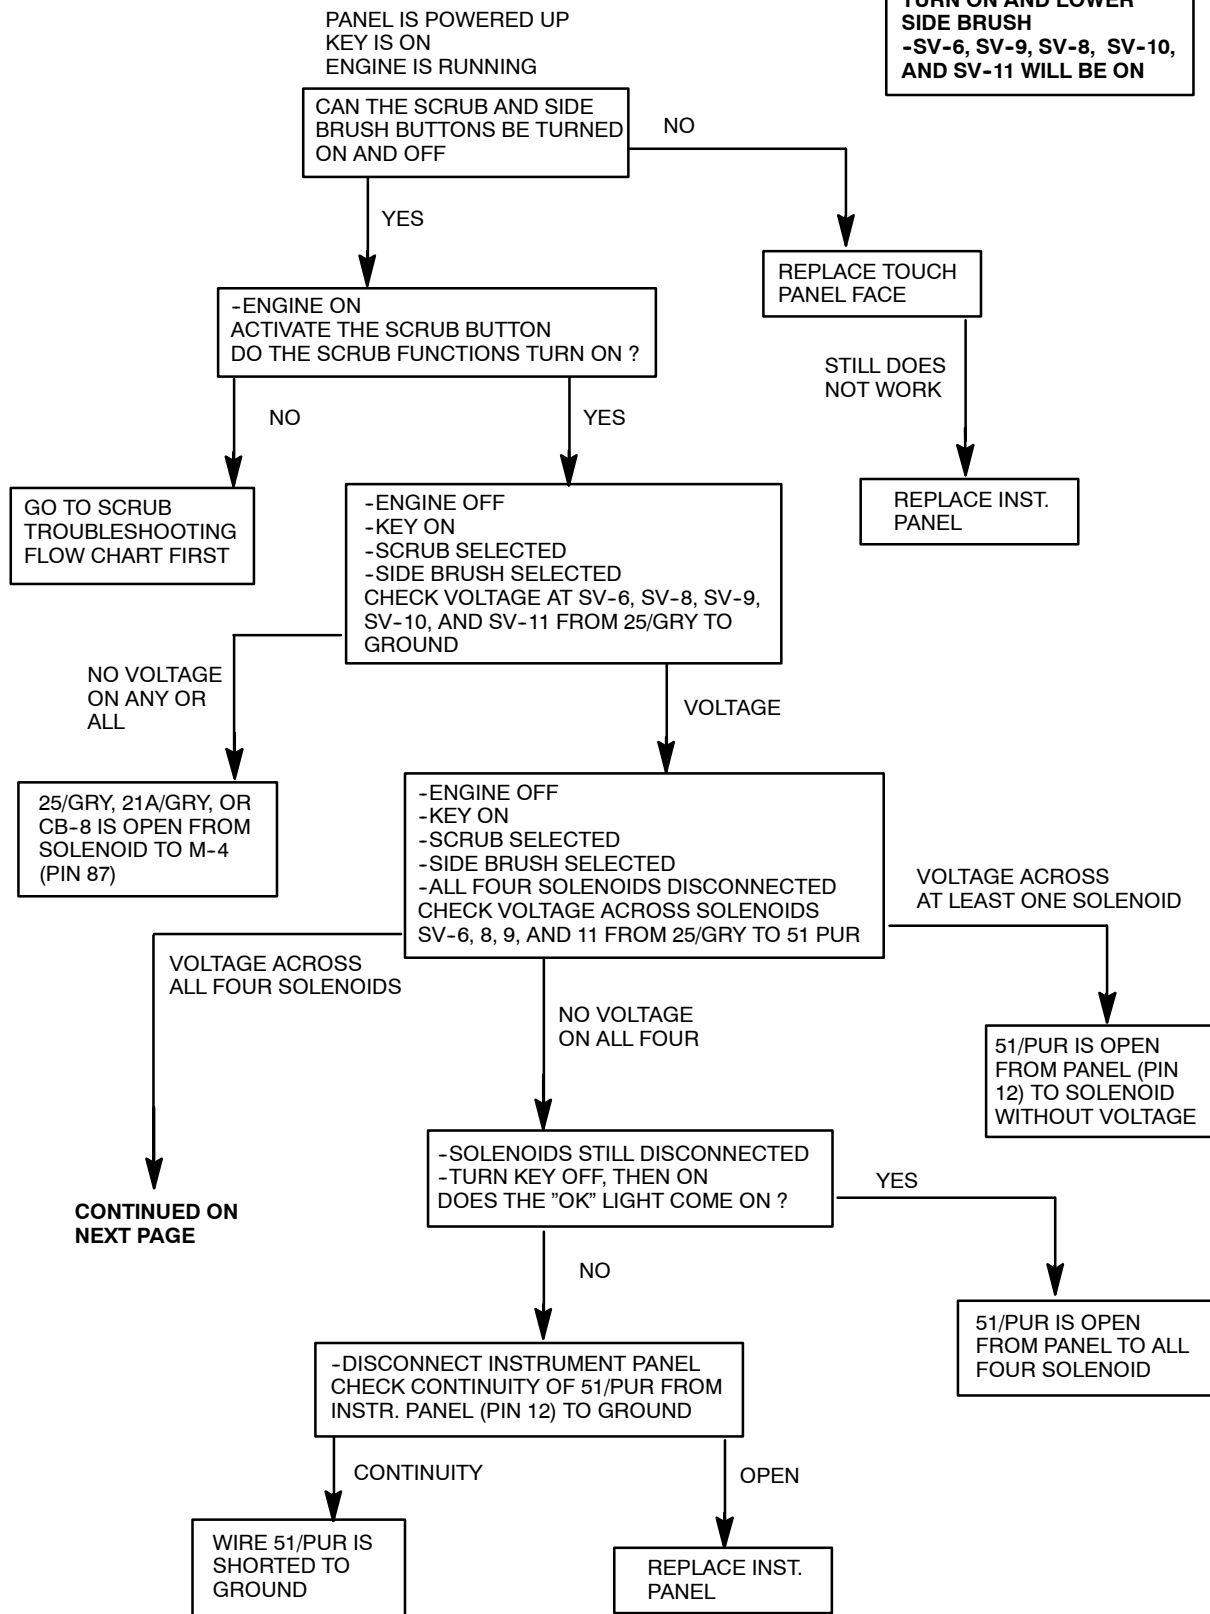 TURN ON AND LOWER
SIDE BRUSH
-SV-6, SV-9, SV-8, SV-10,
AND SV-11 WILL BE ON
PANEL IS POWERED UP
KEY IS ON
ENGINE IS RUNNING
CAN THE SCRUB AND SIDE
BRUSH BUTTONS BE TURNED
ON AND OFF
NO
YES
REPLACE TOUCH
PANEL FACE
-ENGINE ON
ACTIVATE THE SCRUB BUTTON
DO THE SCRUB FUNCTIONS TURN ON ?
STILL DOES
NOT WORK
NO
YES
REPLACE INST.
PANEL
GO TO SCRUB
TROUBLESHOOTING
FLOW CHART FIRST
-ENGINE OFF
-KEY ON
-SCRUB SELECTED
-SIDE BRUSH SELECTED
CHECK VOLTAGE AT SV-6, SV-8, SV-9,
SV-10, AND SV-11 FROM 25/GRY TO
GROUND
NO VOLTAGE
ON ANY OR
ALL
VOLTAGE
25/GRY, 21A/GRY, OR
CB-8 IS OPEN FROM
SOLENOID TO M-4
(PIN 87)
-ENGINE OFF
-KEY ON
-SCRUB SELECTED
-SIDE BRUSH SELECTED
-ALL FOUR SOLENOIDS DISCONNECTED
CHECK VOLTAGE ACROSS SOLENOIDS
SV-6, 8, 9, AND 11 FROM 25/GRY TO 51 PUR
VOLTAGE ACROSS
AT LEAST ONE SOLENOID
VOLTAGE ACROSS
ALL FOUR SOLENOIDS
NO VOLTAGE
ON ALL FOUR
51/PUR IS OPEN
FROM PANEL (PIN
12) TO SOLENOID
WITHOUT VOLTAGE
-SOLENOIDS STILL DISCONNECTED
-TURN KEY OFF, THEN ON
DOES THE ”OK” LIGHT COME ON ?
YES
CONTINUED ON
NEXT PAGE
NO
51/PUR IS OPEN
FROM PANEL TO ALL
FOUR SOLENOID
-DISCONNECT INSTRUMENT PANEL
CHECK CONTINUITY OF 51/PUR FROM
INSTR. PANEL (PIN 12) TO GROUND
CONTINUITY
OPEN
WIRE 51/PUR IS
SHORTED TO
GROUND
REPLACE INST.
PANEL